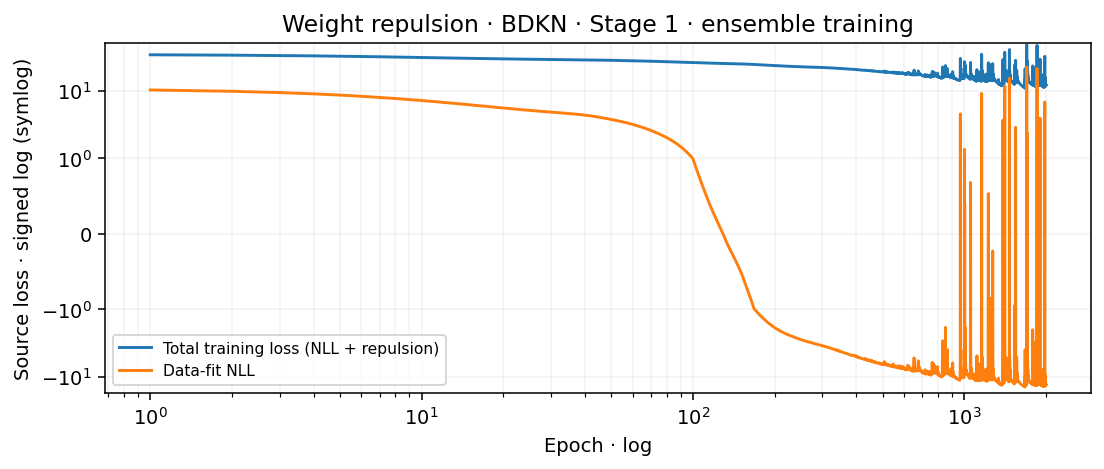 Weight repulsion · BDKN · Stage 1 · ensemble training
Source loss · signed log (symlog)
10¹
10⁰
0
−10⁰
−10¹
Total training loss (NLL + repulsion)
Data-fit NLL
10⁰ 10¹ 10² 10³
Epoch · log